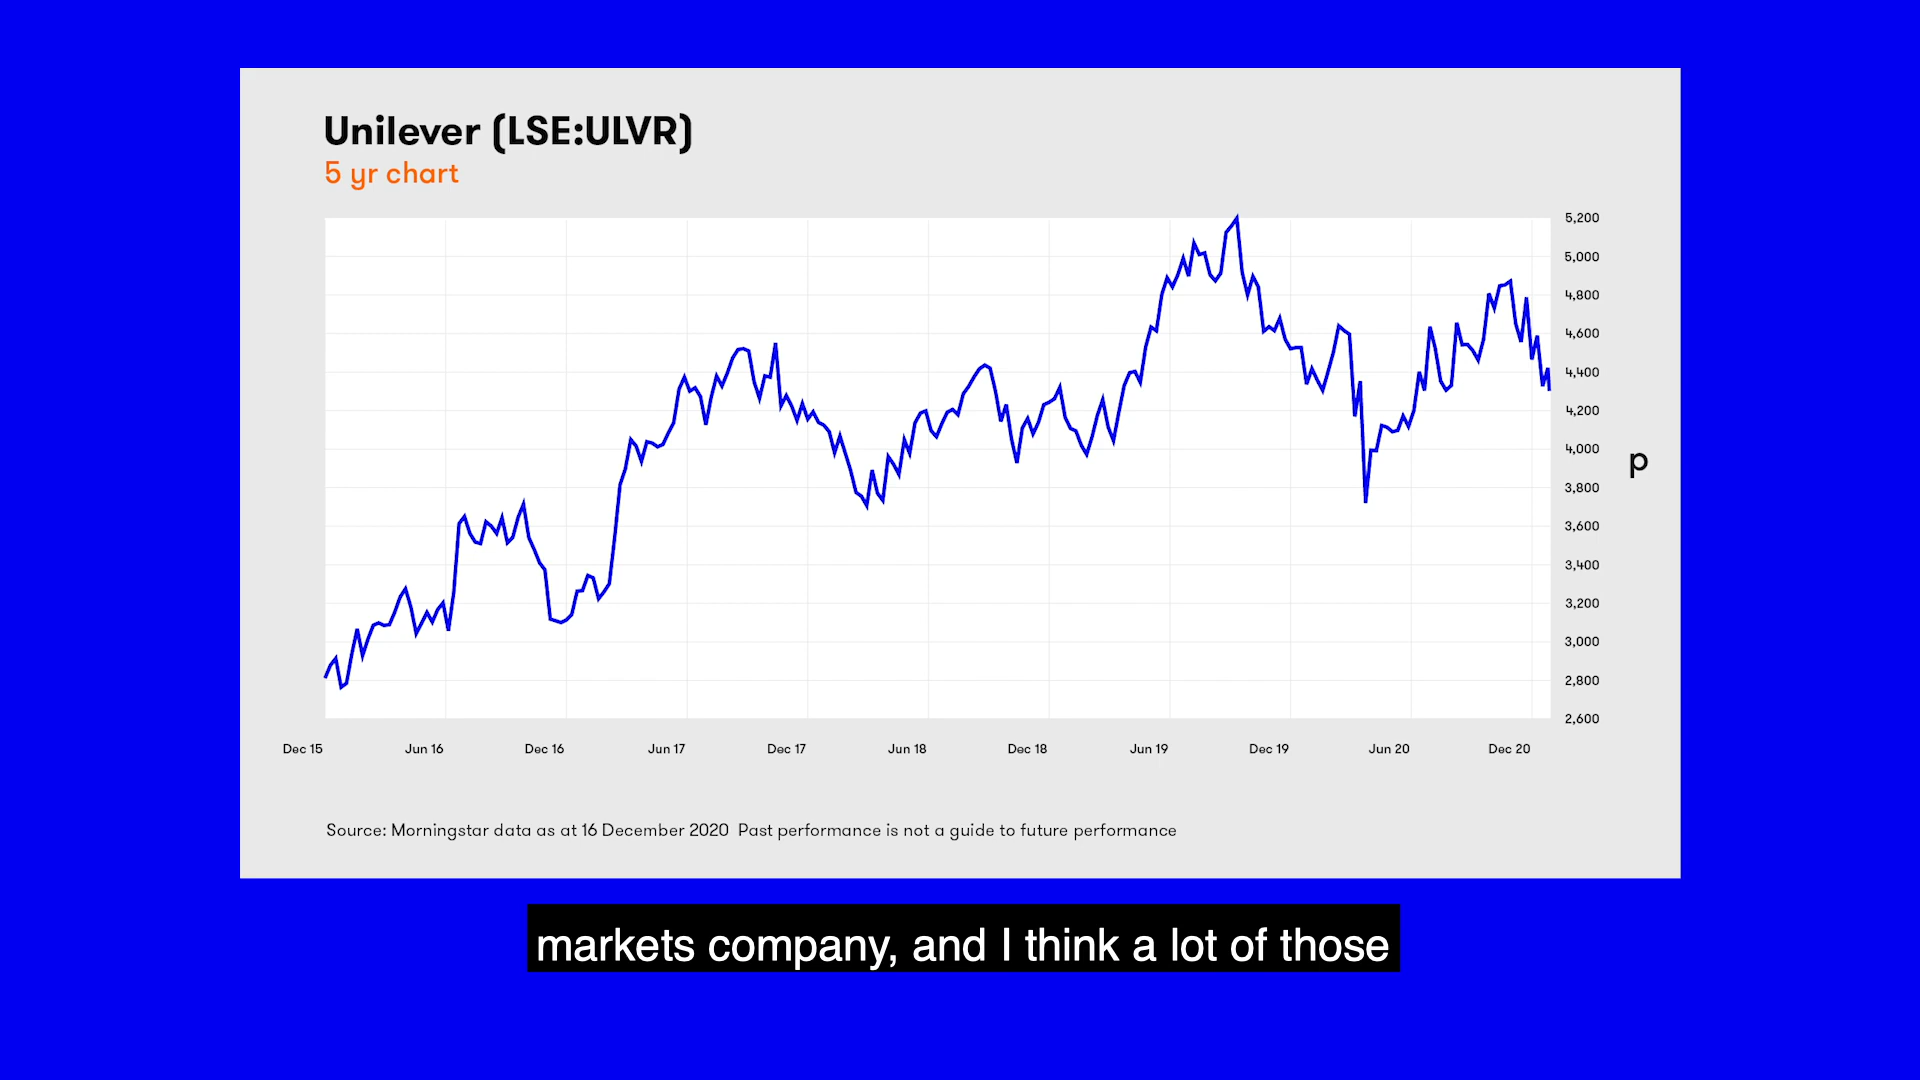 Unilever (LSE:ULVR)
5 yr chart
5,200
5,000
4,800
4,600
4,400
4,200
4,000
p
3,800
3,600
3,400
3,200
3,000
2,800
2,600
Dec 15 Jun 16 Dec 16 Jun 17 Dec 17 Jun 18 Dec 18 Jun 19 Dec 19 Jun 20 Dec 20
Source: Morningstar data as at 16 December 2020 Past performance is not a guide to future performance
markets company, and I think a lot of those